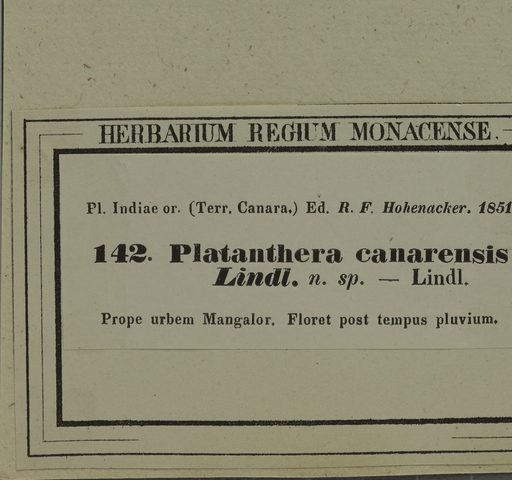 HERBARIUM REGIUM MONACENSE.
Pl. Indiae or. (Terr. Canara.) Ed. R. F. Hohenacker. 1851
142. Platanthera canarensis
Lindl. n. sp. — Lindl.
Prope urbem Mangalor. Floret post tempus pluvium.